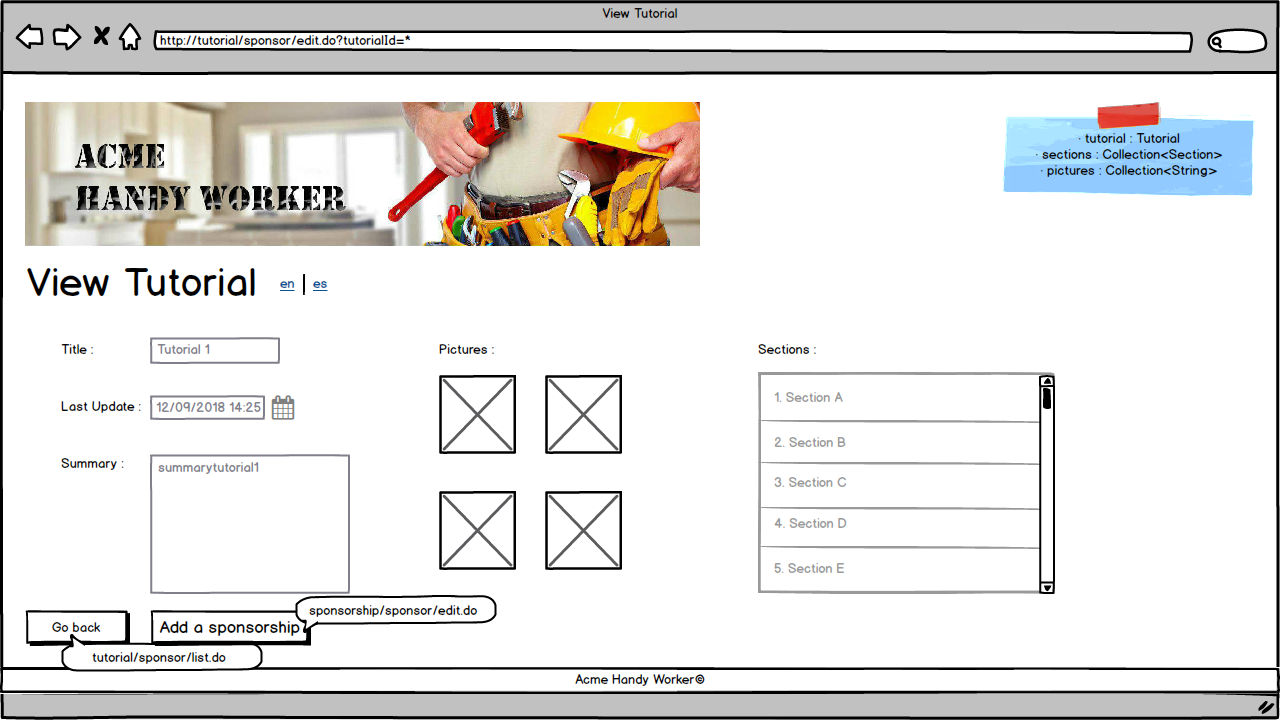 View Tutorial
http://tutorial/sponsor/edit.do?tutorialId=*
ACME
HANDY WORKER
· tutorial : Tutorial
· sections : Collection<Section>
· pictures : Collection<String>
View Tutorial en | es
Title : Tutorial 1
Last Update : 12/09/2018 14:25
Summary : summarytutorial1
Pictures :
Sections :
1. Section A
2. Section B
3. Section C
4. Section D
5. Section E
Go back
Add a sponsorship
sponsorship/sponsor/edit.do
tutorial/sponsor/list.do
Acme Handy Worker©